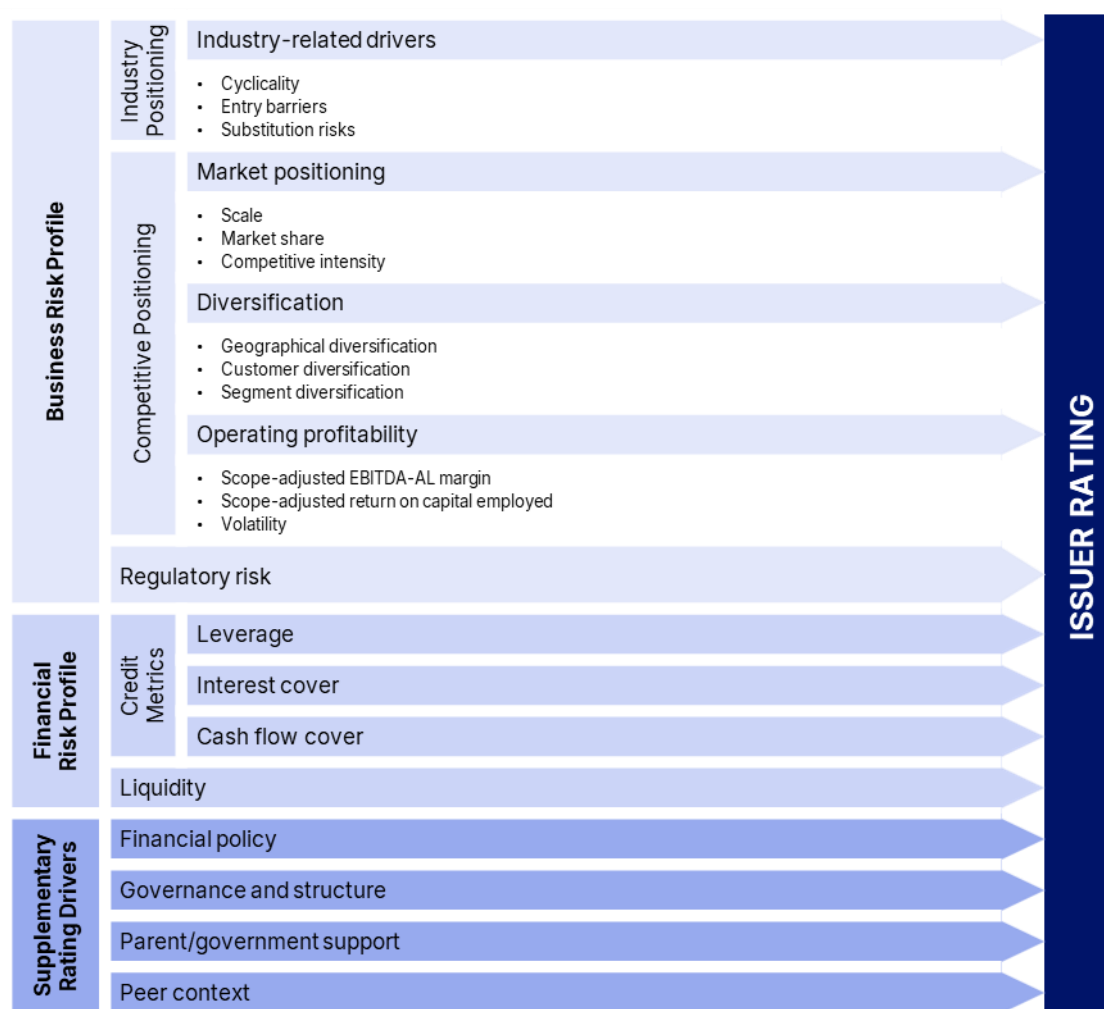 Business Risk Profile
Industry
Positioning
Industry-related drivers
• Cyclicality
• Entry barriers
• Substitution risks
Competitive Positioning
Market positioning
• Scale
• Market share
• Competitive intensity
Diversification
• Geographical diversification
• Customer diversification
• Segment diversification
Operating profitability
• Scope-adjusted EBITDA-AL margin
• Scope-adjusted return on capital employed
• Volatility
Regulatory risk
Financial
Risk Profile
Credit
Metrics
Leverage
Interest cover
Cash flow cover
Liquidity
Supplementary
Rating Drivers
Financial policy
Governance and structure
Parent/government support
Peer context
ISSUER RATING